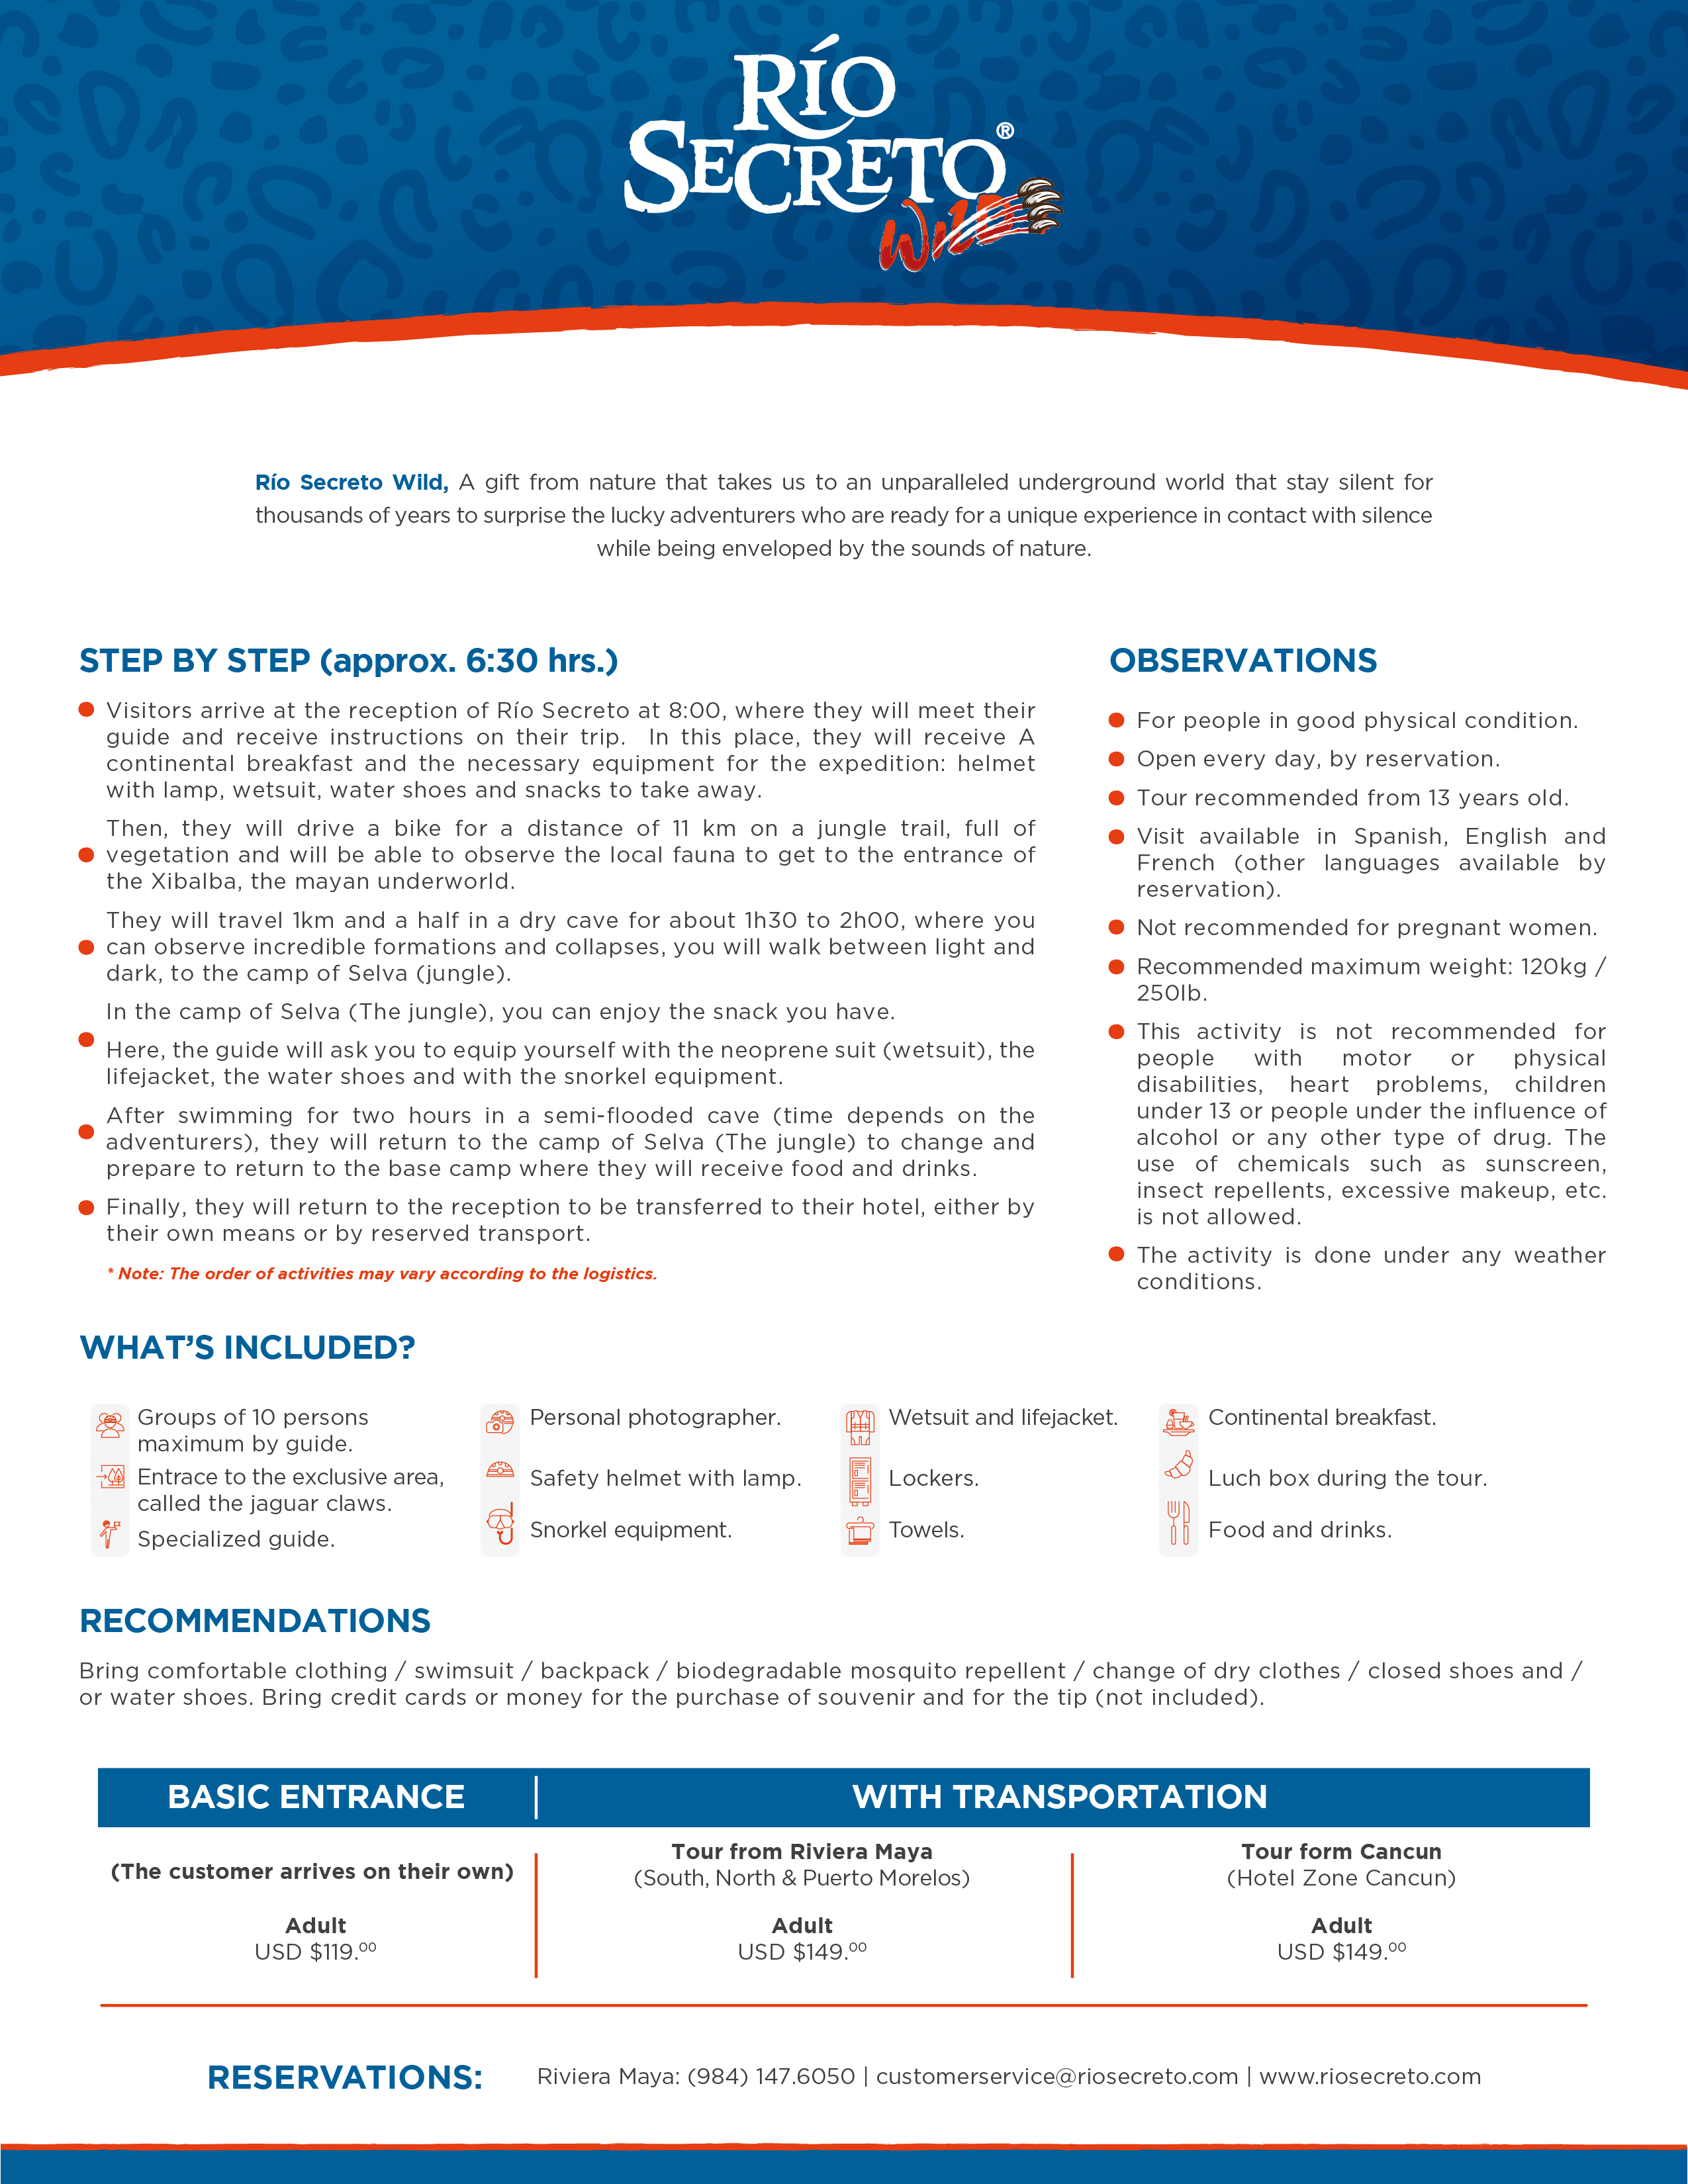 RÍO
SECRETO®
Wild
Río Secreto Wild, A gift from nature that takes us to an unparalleled underground world that stay silent for
thousands of years to surprise the lucky adventurers who are ready for a unique experience in contact with silence
while being enveloped by the sounds of nature.
STEP BY STEP (approx. 6:30 hrs.)
Visitors arrive at the reception of Río Secreto at 8:00, where they will meet their
guide and receive instructions on their trip. In this place, they will receive A
continental breakfast and the necessary equipment for the expedition: helmet
with lamp, wetsuit, water shoes and snacks to take away.
Then, they will drive a bike for a distance of 11 km on a jungle trail, full of
vegetation and will be able to observe the local fauna to get to the entrance of
the Xibalba, the mayan underworld.
They will travel 1km and a half in a dry cave for about 1h30 to 2h00, where you
can observe incredible formations and collapses, you will walk between light and
dark, to the camp of Selva (jungle).
In the camp of Selva (The jungle), you can enjoy the snack you have.
Here, the guide will ask you to equip yourself with the neoprene suit (wetsuit), the
lifejacket, the water shoes and with the snorkel equipment.
After swimming for two hours in a semi-flooded cave (time depends on the
adventurers), they will return to the camp of Selva (The jungle) to change and
prepare to return to the base camp where they will receive food and drinks.
Finally, they will return to the reception to be transferred to their hotel, either by
their own means or by reserved transport.
* Note: The order of activities may vary according to the logistics.
OBSERVATIONS
For people in good physical condition.
Open every day, by reservation.
Tour recommended from 13 years old.
Visit available in Spanish, English and
French (other languages available by
reservation).
Not recommended for pregnant women.
Recommended maximum weight: 120kg /
250lb.
This activity is not recommended for
people with motor or physical
disabilities, heart problems, children
under 13 or people under the influence of
alcohol or any other type of drug. The
use of chemicals such as sunscreen,
insect repellents, excessive makeup, etc.
is not allowed.
The activity is done under any weather
conditions.
WHAT'S INCLUDED?
Groups of 10 persons
maximum by guide.
Entrace to the exclusive area,
called the jaguar claws.
Specialized guide.
Personal photographer.
Safety helmet with lamp.
Snorkel equipment.
Wetsuit and lifejacket.
Lockers.
Towels.
Continental breakfast.
Luch box during the tour.
Food and drinks.
RECOMMENDATIONS
Bring comfortable clothing / swimsuit / backpack / biodegradable mosquito repellent / change of dry clothes / closed shoes and /
or water shoes. Bring credit cards or money for the purchase of souvenir and for the tip (not included).
BASIC ENTRANCE
WITH TRANSPORTATION
(The customer arrives on their own)
Adult
USD $119.00
Tour from Riviera Maya
(South, North & Puerto Morelos)
Adult
USD $149.00
Tour form Cancun
(Hotel Zone Cancun)
Adult
USD $149.00
RESERVATIONS:
Riviera Maya: (984) 147.6050 | customerservice@riosecreto.com | www.riosecreto.com